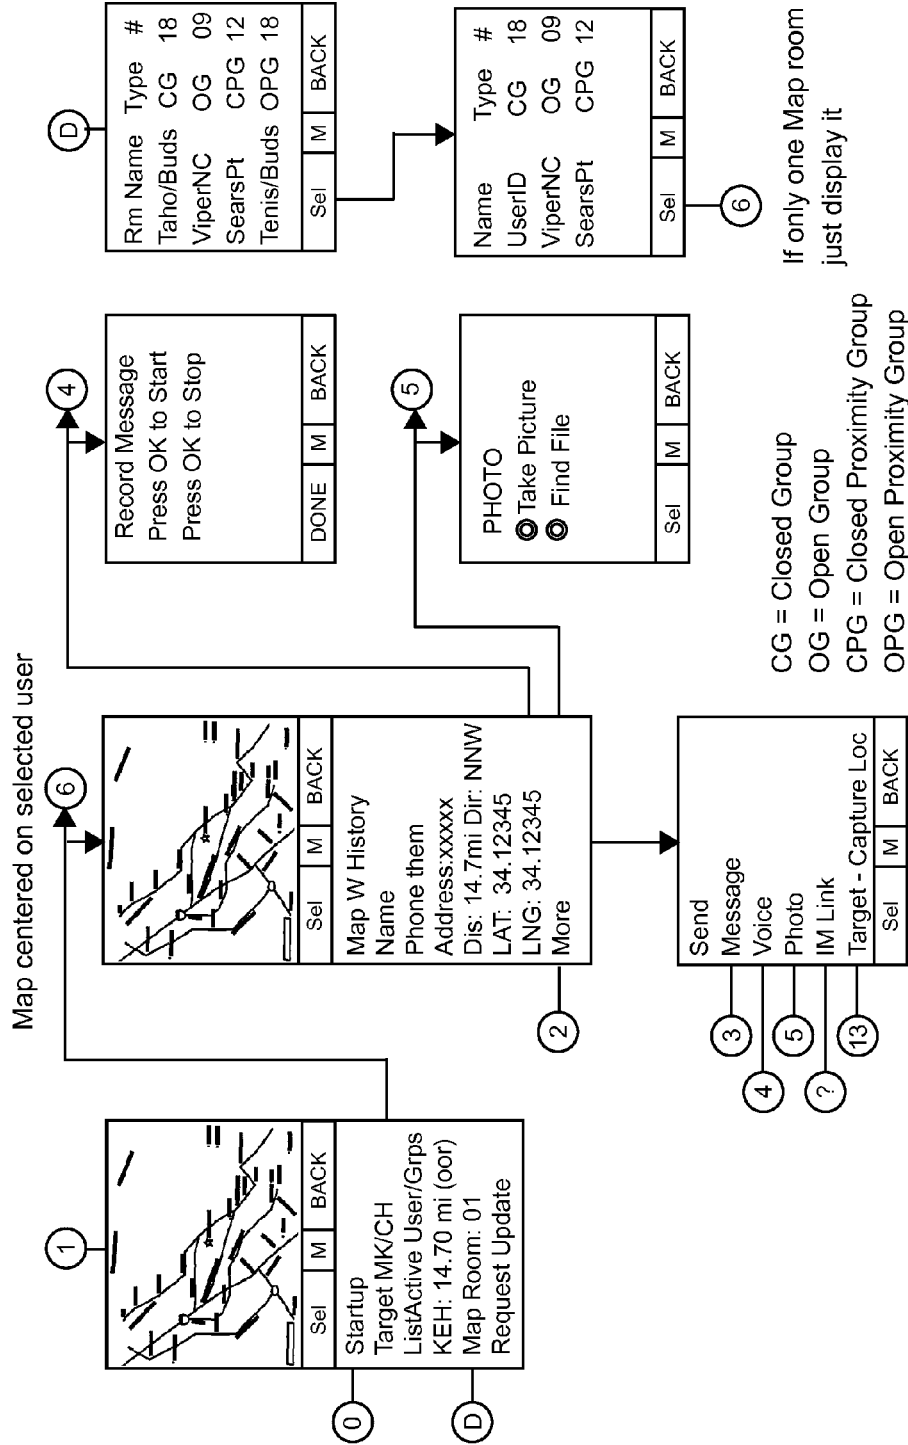 Map centered on selected user
1
Sel M BACK
Startup
Target MK/CH
ListActive User/Grps
KEH: 14.70 mi (oor)
Map Room: 01
Request Update
0
D
6
Sel M BACK
Map W History
Name
Phone them
Address:xxxxx
Dis: 14.7mi Dir: NNW
LAT: 34.12345
LNG: 34.12345
More
2
Send
Message
Voice
Photo
IM Link
Target - Capture Loc
Sel M BACK
3
4
5
?
13
4
Record Message
Press OK to Start
Press OK to Stop
DONE M BACK
5
PHOTO
Take Picture
Find File
Sel M BACK
D
Rm Name Type #
Taho/Buds CG 18
ViperNC OG 09
SearsPt CPG 12
Tenis/Buds OPG 18
Sel M BACK
Name Type #
UserID CG 18
ViperNC OG 09
SearsPt CPG 12
Sel M BACK
6
If only one Map room
just display it
CG = Closed Group
OG = Open Group
CPG = Closed Proximity Group
OPG = Open Proximity Group